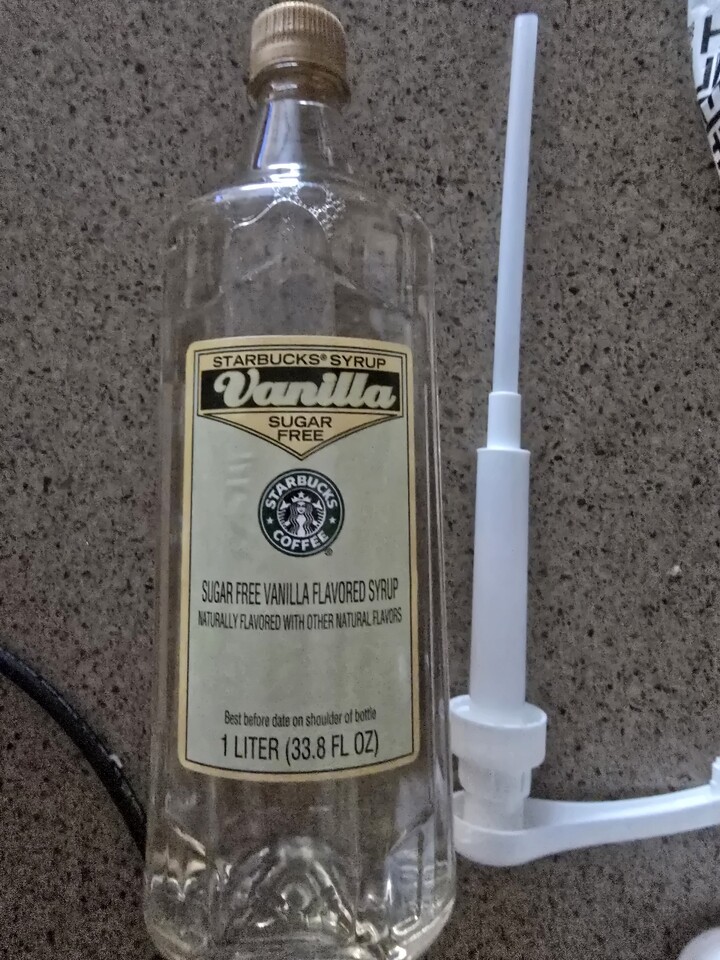 STARBUCKS® SYRUP
Vanilla
SUGAR
FREE
STARBUCKS
COFFEE
®
SUGAR FREE VANILLA FLAVORED SYRUP
NATURALLY FLAVORED WITH OTHER NATURAL FLAVORS
Best before date on shoulder of bottle
1 LITER (33.8 FL OZ)